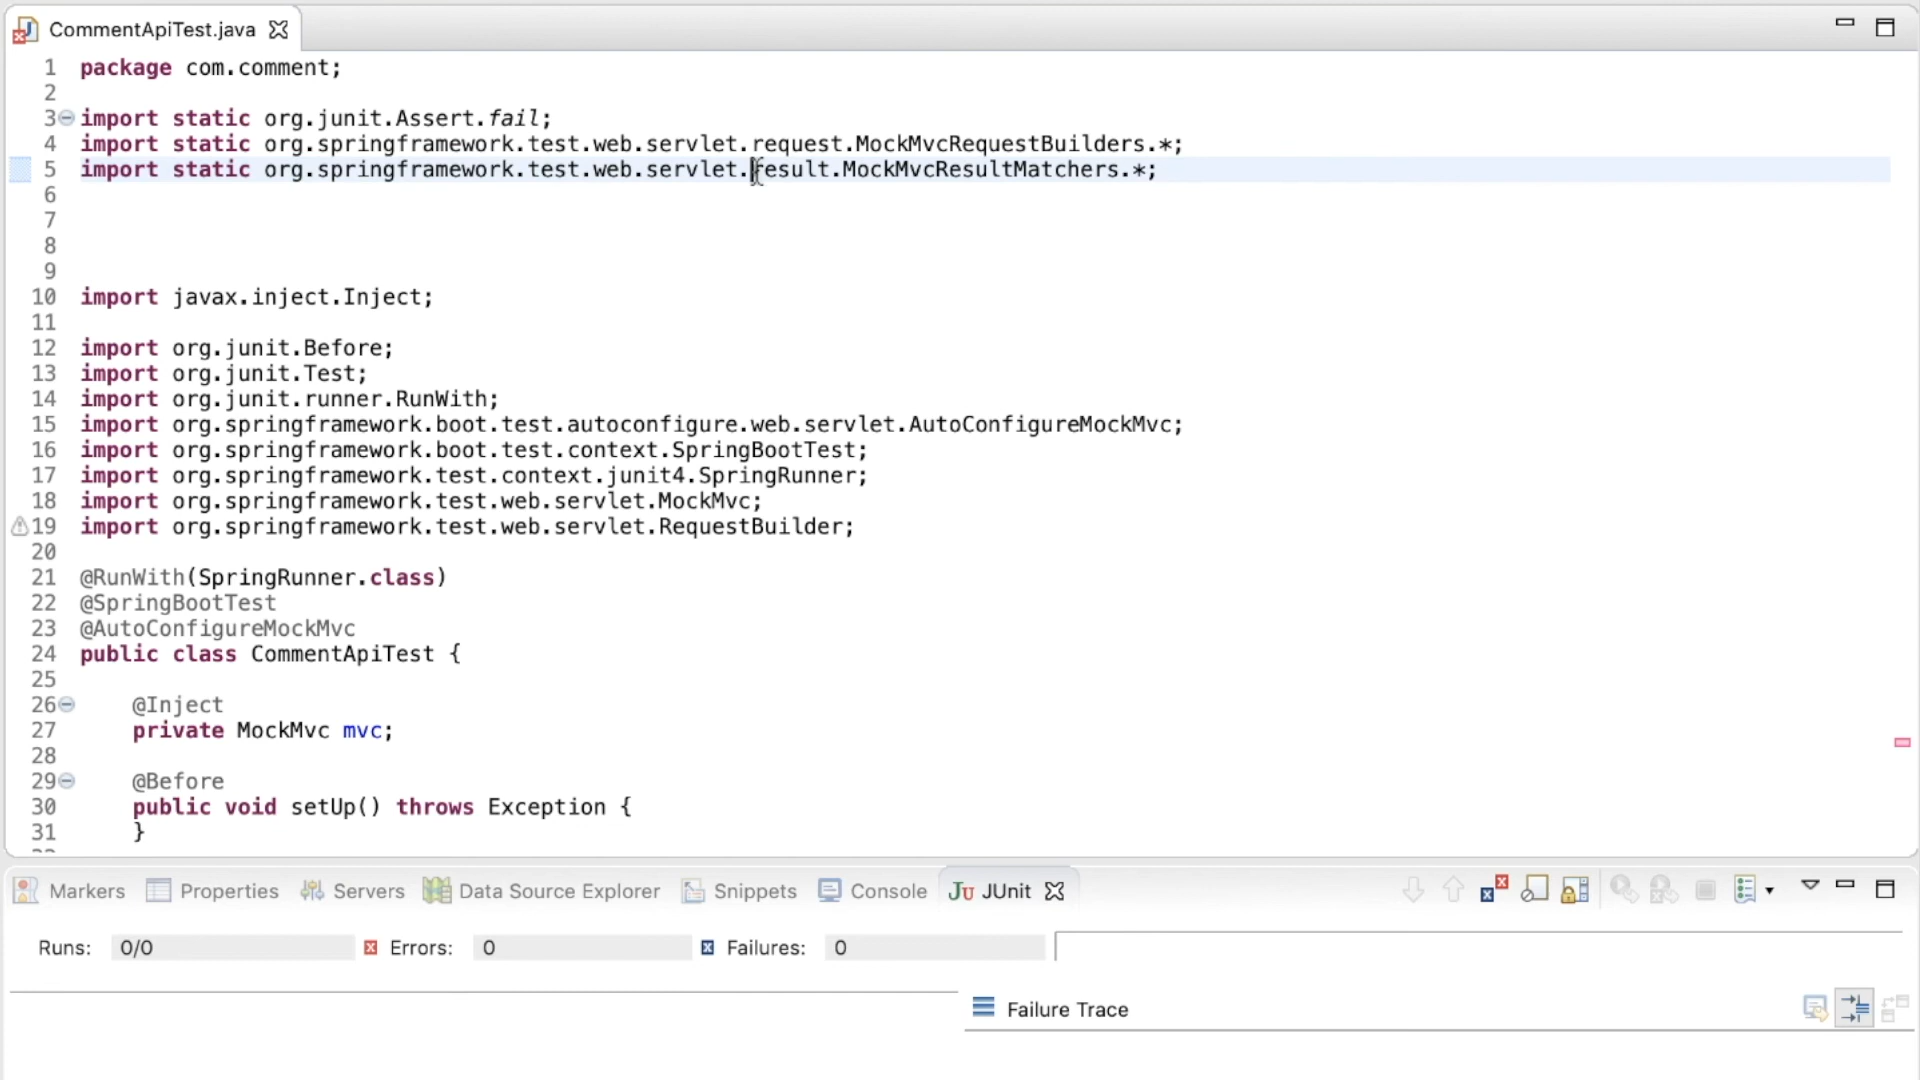 CommentApiTest.java
1 package com.comment;
2
3 import static org.junit.Assert.fail;
4 import static org.springframework.test.web.servlet.request.MockMvcRequestBuilders.*;
5 import static org.springframework.test.web.servlet.result.MockMvcResultMatchers.*;
6
7
8
9
10 import javax.inject.Inject;
11
12 import org.junit.Before;
13 import org.junit.Test;
14 import org.junit.runner.RunWith;
15 import org.springframework.boot.test.autoconfigure.web.servlet.AutoConfigureMockMvc;
16 import org.springframework.boot.test.context.SpringBootTest;
17 import org.springframework.test.context.junit4.SpringRunner;
18 import org.springframework.test.web.servlet.MockMvc;
19 import org.springframework.test.web.servlet.RequestBuilder;
20
21 @RunWith(SpringRunner.class)
22 @SpringBootTest
23 @AutoConfigureMockMvc
24 public class CommentApiTest {
25
26 @Inject
27 private MockMvc mvc;
28
29 @Before
30 public void setUp() throws Exception {
31 }
Markers Properties Servers Data Source Explorer Snippets Console JU JUnit
Runs: 0/0 Errors: 0 Failures: 0
Failure Trace